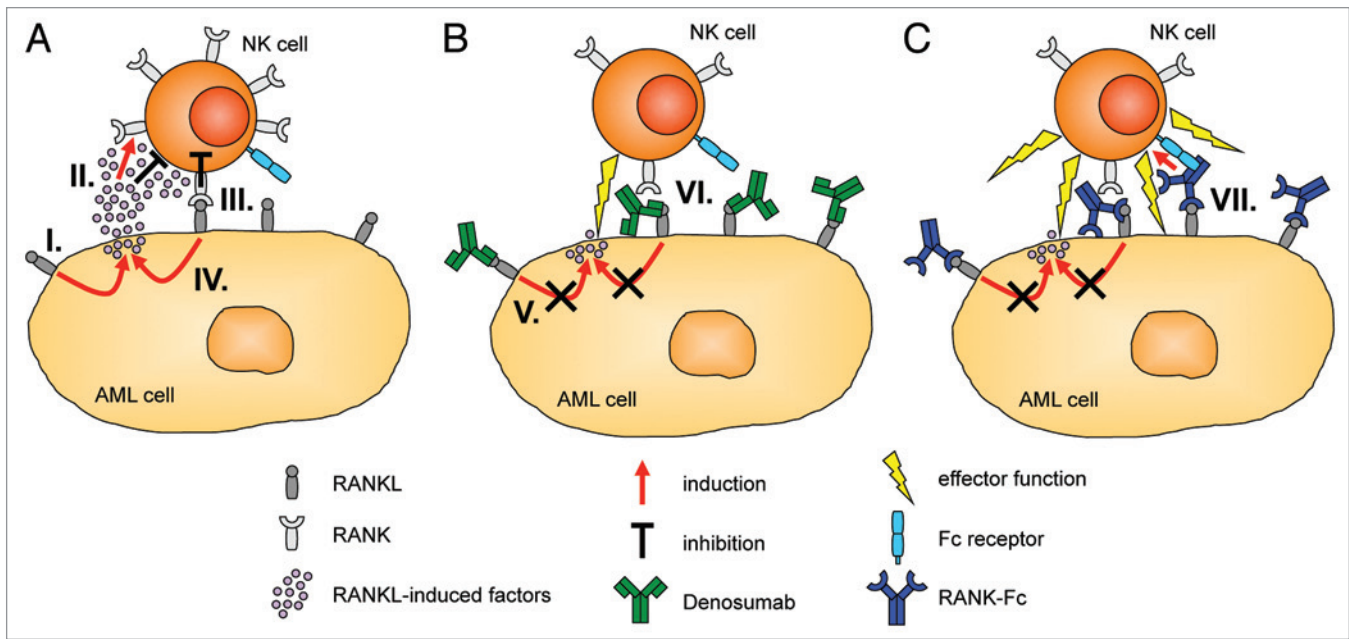 A
NK cell
II.
III.
I.
IV.
AML cell
B
NK cell
VI.
V.
AML cell
C
NK cell
VII.
AML cell
RANKL
RANK
RANKL-induced factors
induction
inhibition
Denosumab
effector function
Fc receptor
RANK-Fc